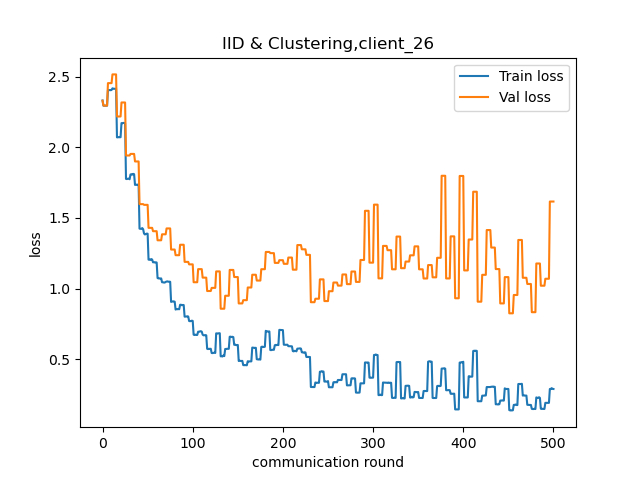 IID & Clustering,client_26
Train loss
Val loss
2.5
2.0
1.5
1.0
0.5
loss
0
100
200
300
400
500
communication round